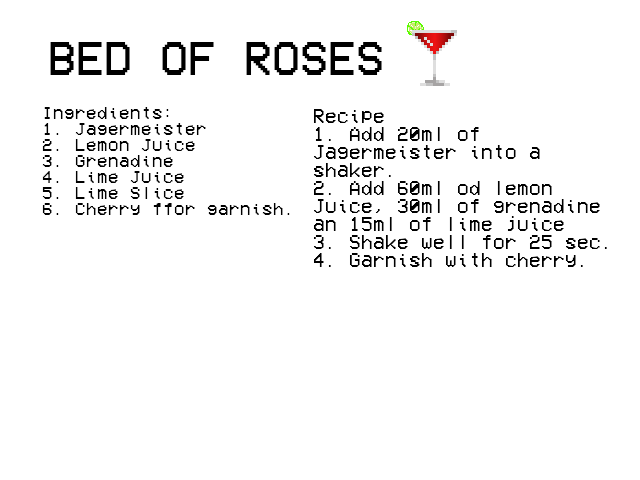 BED OF ROSES
Ingredients:
1. Jagermeister
2. Lemon Juice
3. Grenadine
4. Lime Juice
5. Lime Slice
6. Cherry ffor garnish.
Recipe
1. Add 20ml of
Jagermeister into a
shaker.
2. Add 60ml od lemon
Juice, 30ml of grenadine
an 15ml of lime juice
3. Shake well for 25 sec.
4. Garnish with cherry.